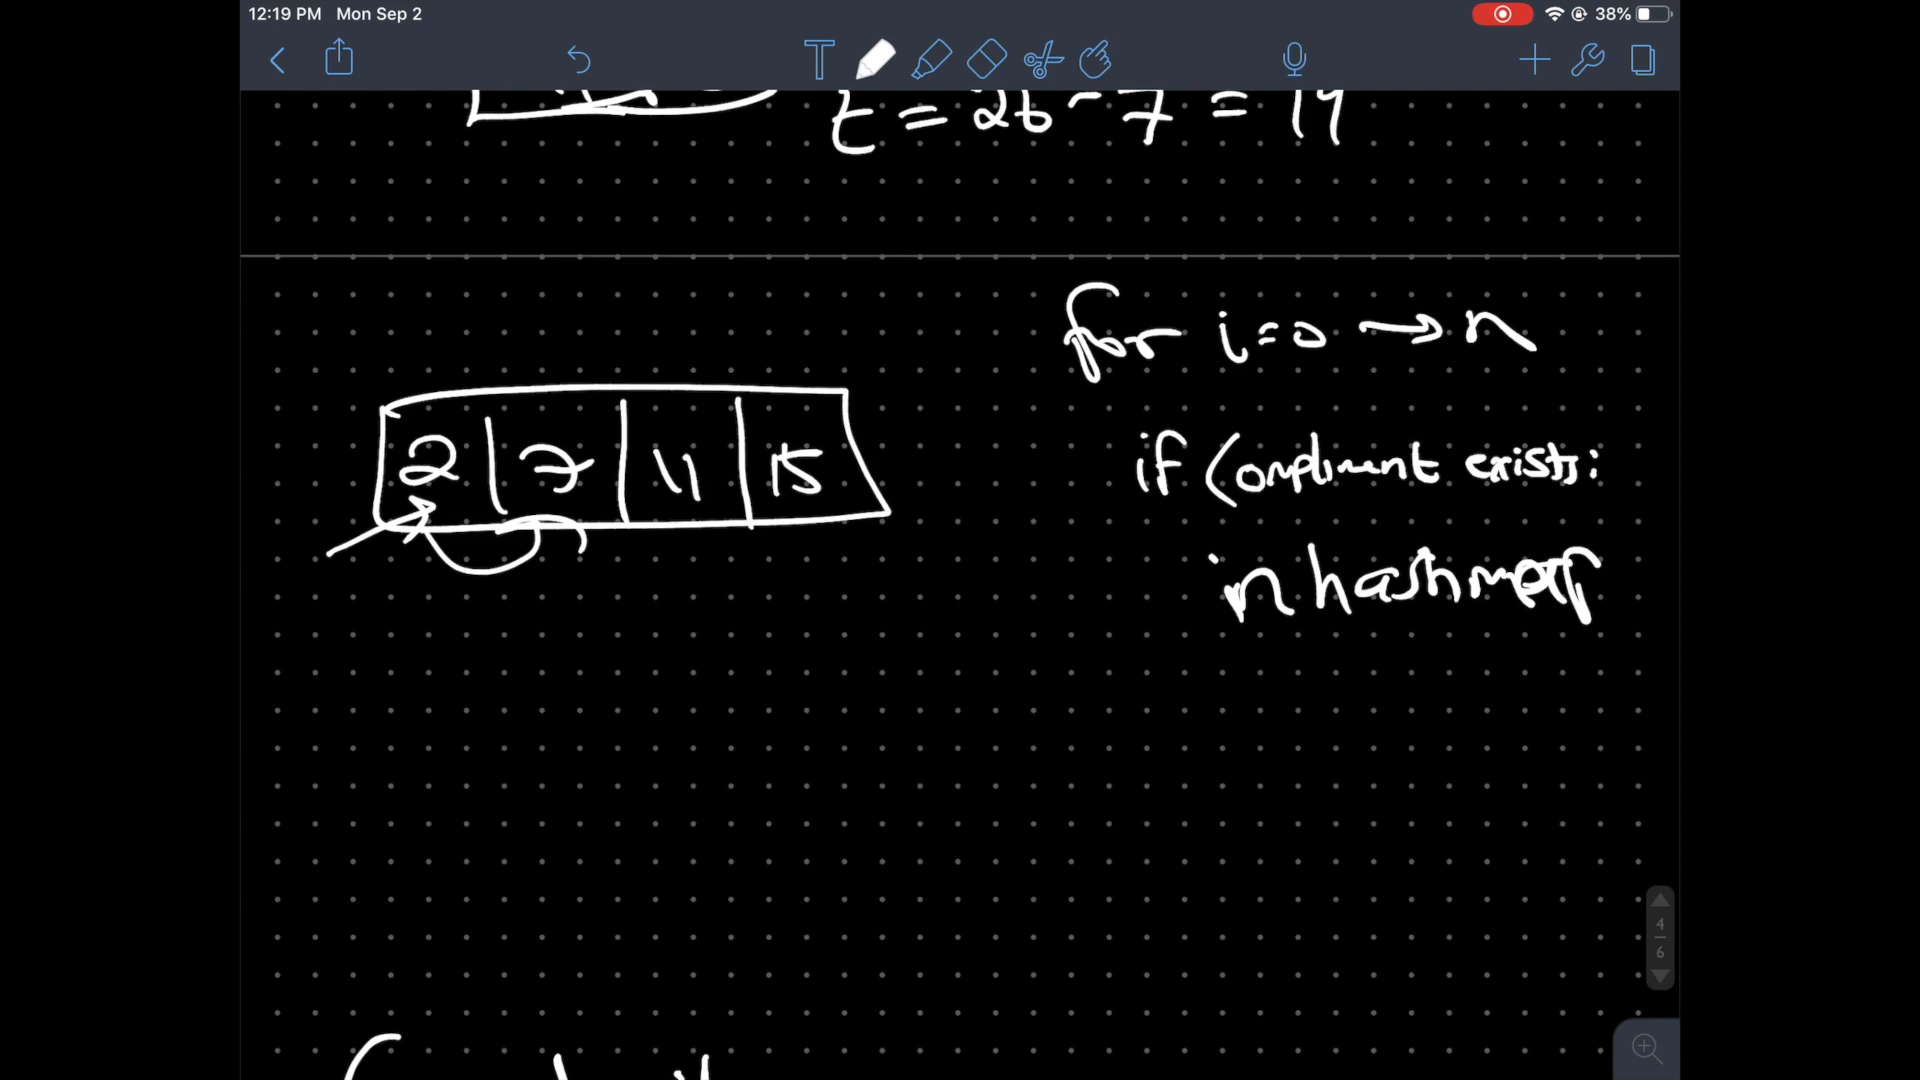 12:19 PM Mon Sep 2
38%
t = 26 - 7 = 19
for i=0 → n
2 | 7 | 11 | 15
if Compliment exists:
in hashmap
4
6